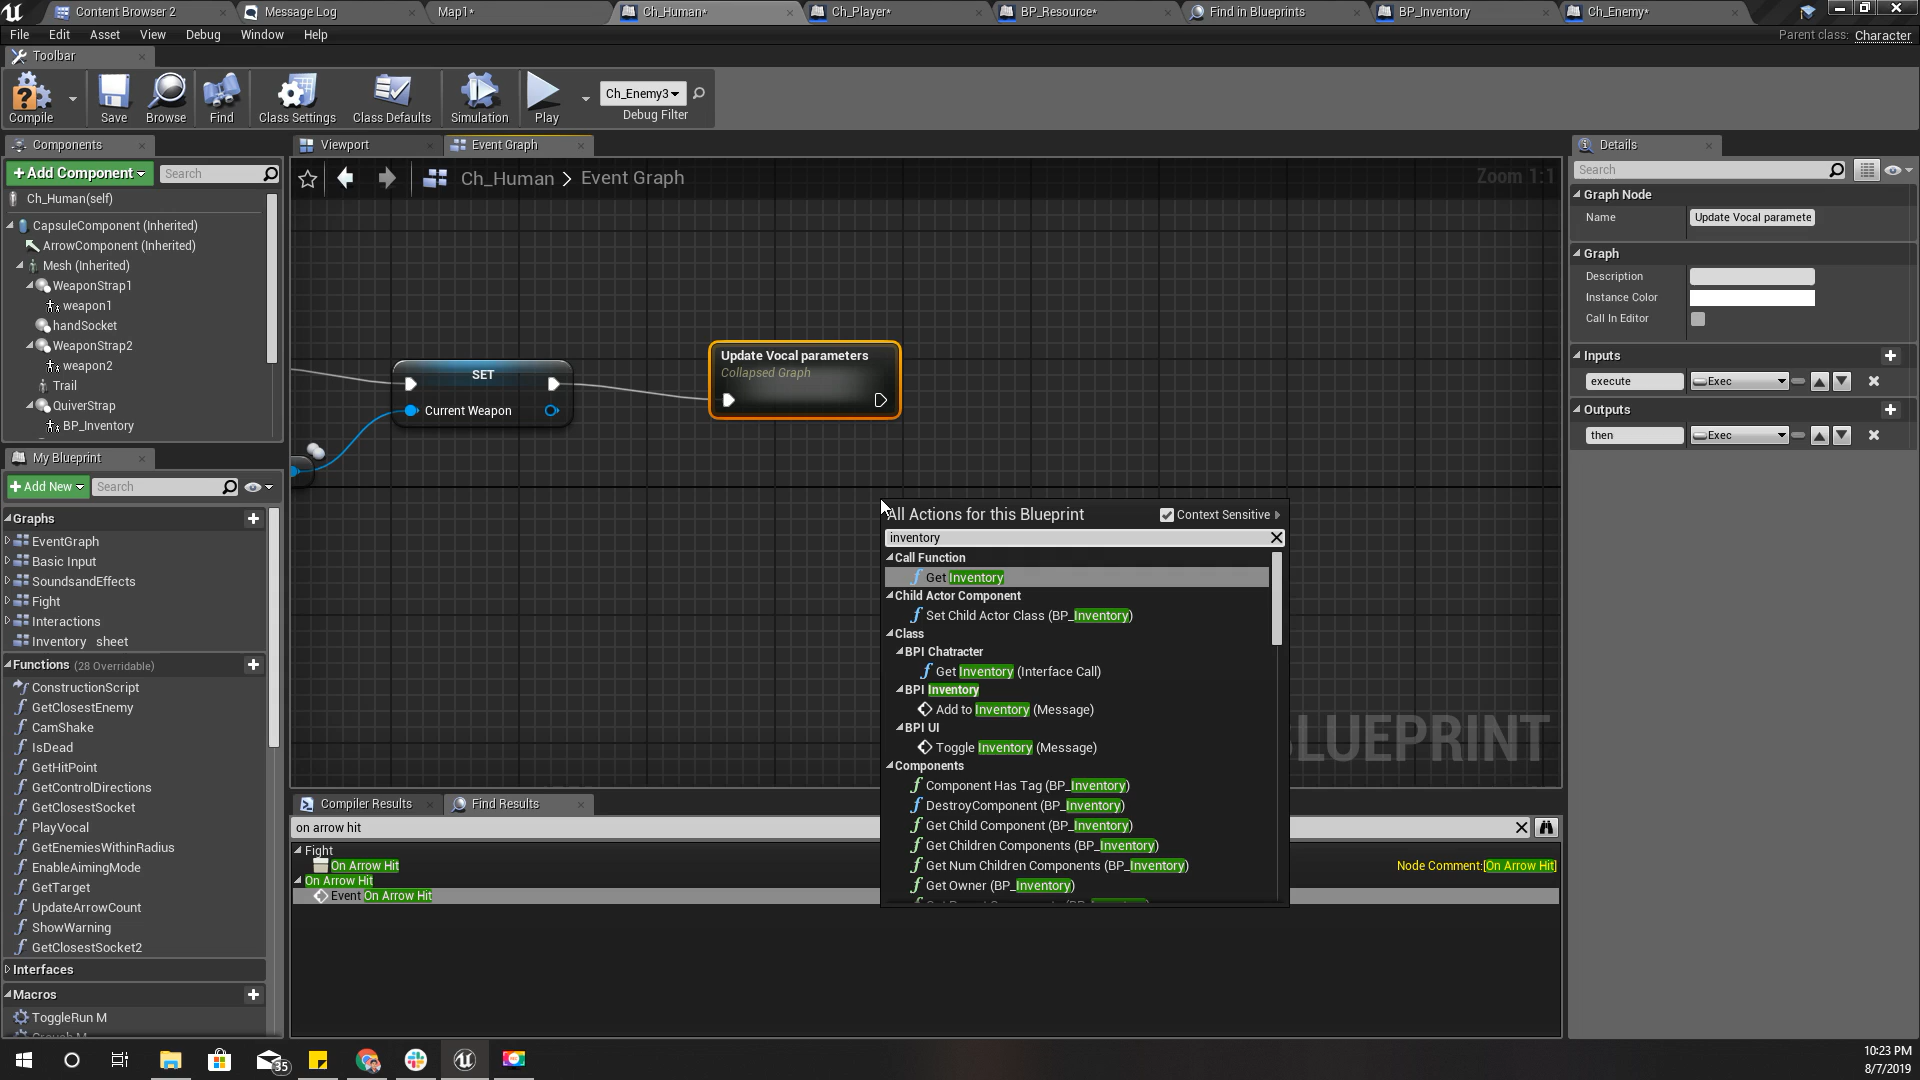 Content Browser 2
Message Log
Map1*
Ch_Human*
Ch_Player*
BP_Resource*
Find in Blueprints
BP_Inventory
Ch_Enemy*
File Edit Asset View Debug Window Help
Parent class: Character
Toolbar
Compile
Save
Browse
Find
Class Settings
Class Defaults
Simulation
Play
Ch_Enemy3
Debug Filter
Components
+Add Component
Search
Ch_Human(self)
CapsuleComponent (Inherited)
ArrowComponent (Inherited)
Mesh (Inherited)
WeaponStrap1
weapon1
handSocket
WeaponStrap2
weapon2
Trail
QuiverStrap
BP_Inventory
My Blueprint
+Add New
Search
Graphs
EventGraph
Basic Input
SoundsandEffects
Fight
Interactions
Inventory sheet
Functions (28 Overridable)
ConstructionScript
GetClosestEnemy
CamShake
IsDead
GetHitPoint
GetControlDirections
GetClosestSocket
PlayVocal
GetEnemiesWithinRadius
EnableAimingMode
GetTarget
UpdateArrowCount
ShowWarning
GetClosestSocket2
Interfaces
Macros
ToggleRun M
Viewport
Event Graph
Ch_Human > Event Graph
Zoom 1:1
SET
Current Weapon
Update Vocal parameters
Collapsed Graph
All Actions for this Blueprint
Context Sensitive
inventory
Call Function
Get Inventory
Child Actor Component
Set Child Actor Class (BP_Inventory)
Class
BPI Chatracter
Get Inventory (Interface Call)
BPI Inventory
Add to Inventory (Message)
BPI UI
Toggle Inventory (Message)
Components
Component Has Tag (BP_Inventory)
DestroyComponent (BP_Inventory)
Get Child Component (BP_Inventory)
Get Children Components (BP_Inventory)
Get Num Children Components (BP_Inventory)
Get Owner (BP_Inventory)
LUEPRINT
Compiler Results
Find Results
on arrow hit
Fight
On Arrow Hit
Node Comment:[On Arrow Hit]
On Arrow Hit
Event On Arrow Hit
Details
Search
Graph Node
Name
Update Vocal paramete
Graph
Description
Instance Color
Call In Editor
Inputs
execute
Exec
Outputs
then
Exec
35
10:23 PM
8/7/2019